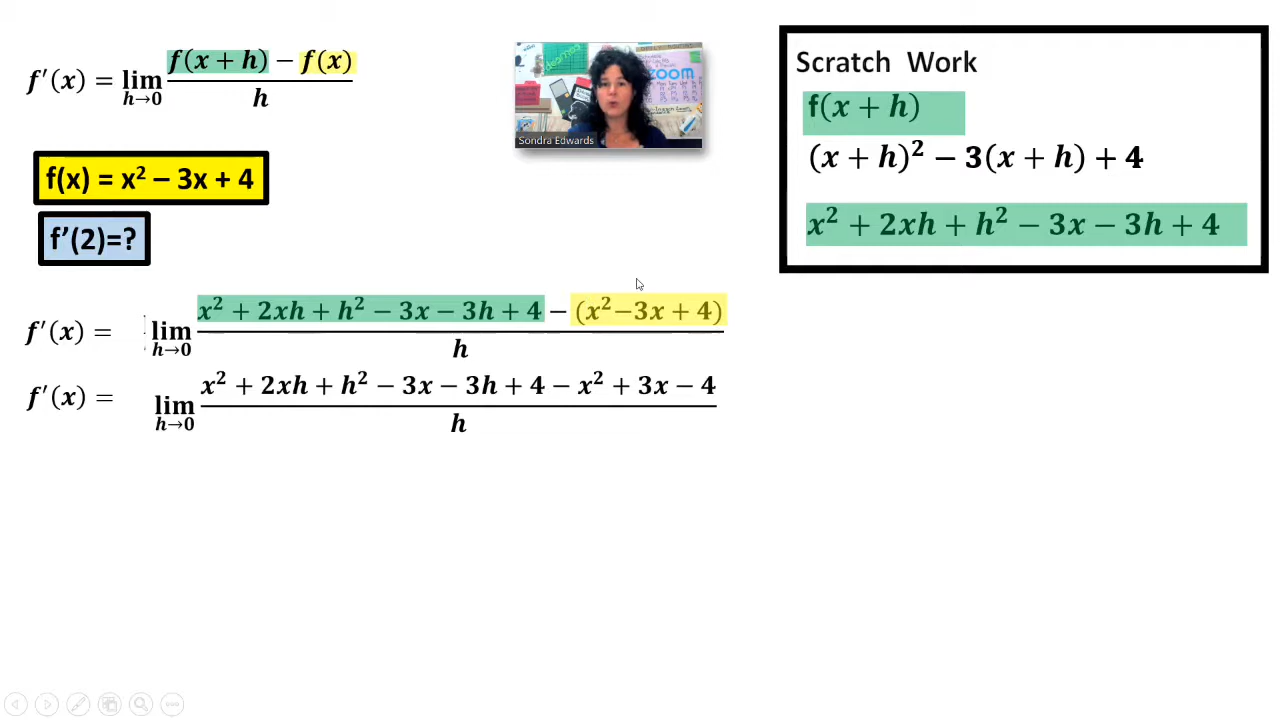 f′(x) = lim h→0 (f(x + h) − f(x)) / h
f(x) = x² − 3x + 4
f’(2)=?
zoom
Sondra Edwards
Scratch Work
f(x + h)
(x + h)² − 3(x + h) + 4
x² + 2xh + h² − 3x − 3h + 4
f′(x) = lim h→0 (x² + 2xh + h² − 3x − 3h + 4 − (x²−3x + 4)) / h
f′(x) = lim h→0 (x² + 2xh + h² − 3x − 3h + 4 − x² + 3x − 4) / h